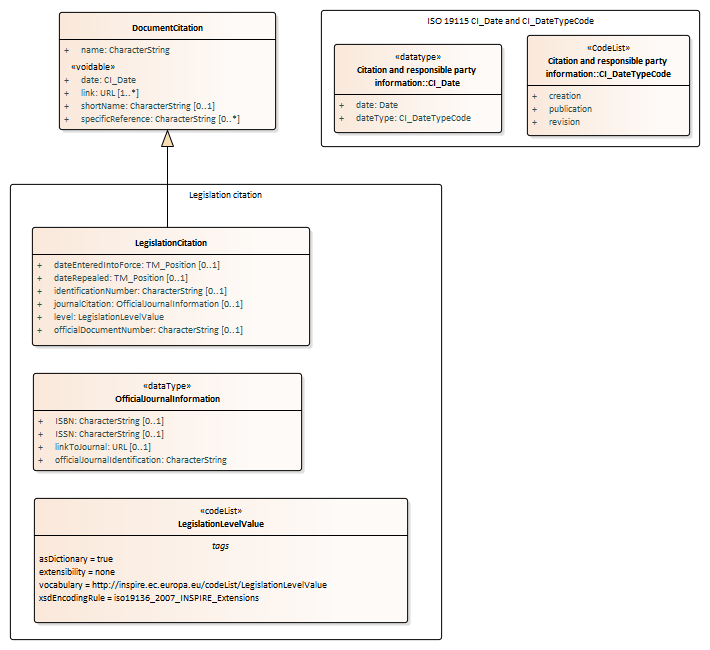 DocumentCitation
+ name: CharacterString
«voidable»
+ date: CI_Date
+ link: URL [1..*]
+ shortName: CharacterString [0..1]
+ specificReference: CharacterString [0..*]
ISO 19115 CI_Date and CI_DateTypeCode
«datatype»
Citation and responsible party
information::CI_Date
+ date: Date
+ dateType: CI_DateTypeCode
«CodeList»
Citation and responsible party
information::CI_DateTypeCode
+ creation
+ publication
+ revision
Legislation citation
LegislationCitation
+ dateEnteredIntoForce: TM_Position [0..1]
+ dateRepealed: TM_Position [0..1]
+ identificationNumber: CharacterString [0..1]
+ journalCitation: OfficialJournalInformation [0..1]
+ level: LegislationLevelValue
+ officialDocumentNumber: CharacterString [0..1]
«dataType»
OfficialJournalInformation
+ ISBN: CharacterString [0..1]
+ ISSN: CharacterString [0..1]
+ linkToJournal: URL [0..1]
+ officialJournalIdentification: CharacterString
«codeList»
LegislationLevelValue
tags
asDictionary = true
extensibility = none
vocabulary = http://inspire.ec.europa.eu/codeList/LegislationLevelValue
xsdEncodingRule = iso19136_2007_INSPIRE_Extensions